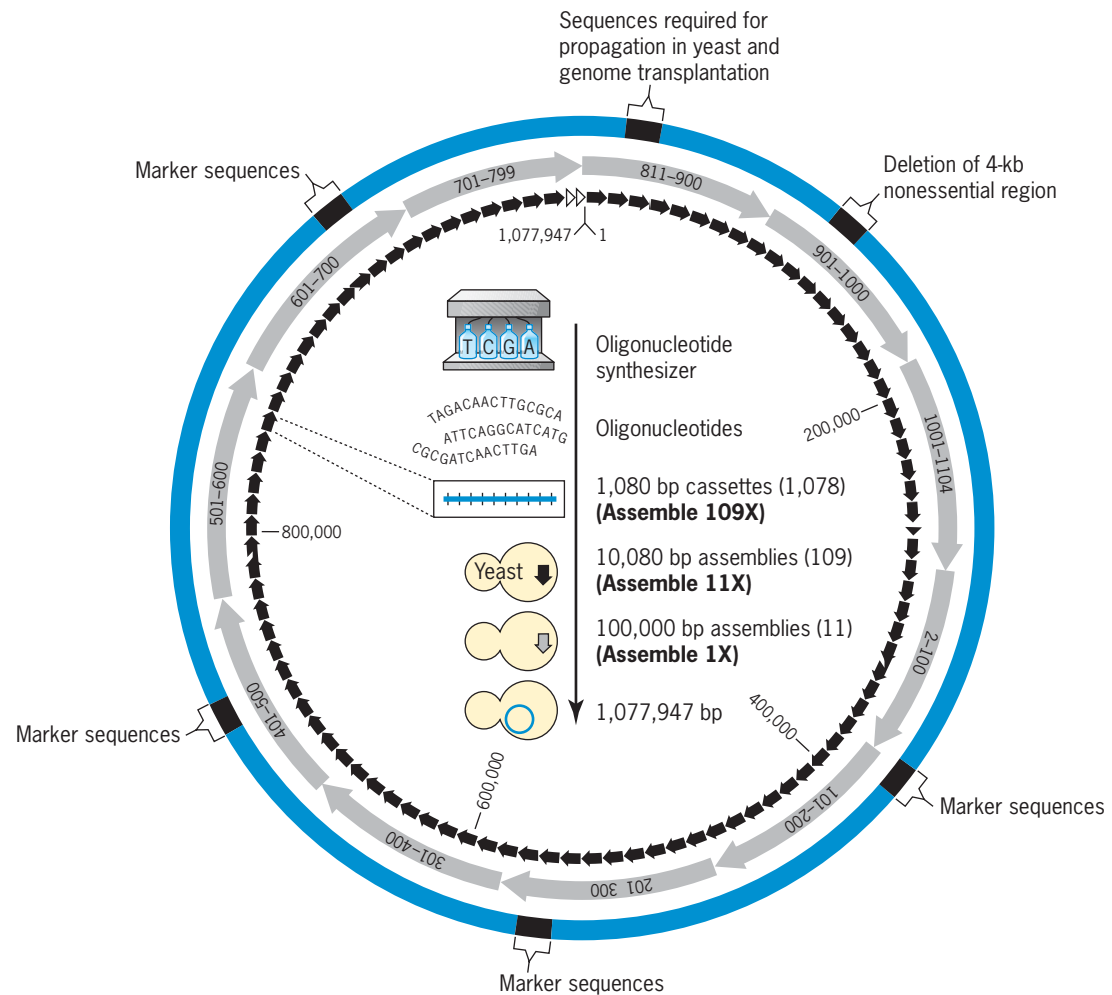 Sequences required for
propagation in yeast and
genome transplantation
Marker sequences
Deletion of 4-kb
nonessential region
701–799
811–900
601–700
901–1000
1,077,947
1
T C G A
Oligonucleotide
synthesizer
TAGACAACTTGCGCA
ATTCAGGCATCATG
CGCGATCAACTTGA
Oligonucleotides
200,000
1001–1104
501–600
1,080 bp cassettes (1,078)
(Assemble 109X)
800,000
10,080 bp assemblies (109)
(Assemble 11X)
Yeast
100,000 bp assemblies (11)
(Assemble 1X)
2–100
1,077,947 bp
400,000
401–500
Marker sequences
600,000
101–200
Marker sequences
301–400
201 300
Marker sequences